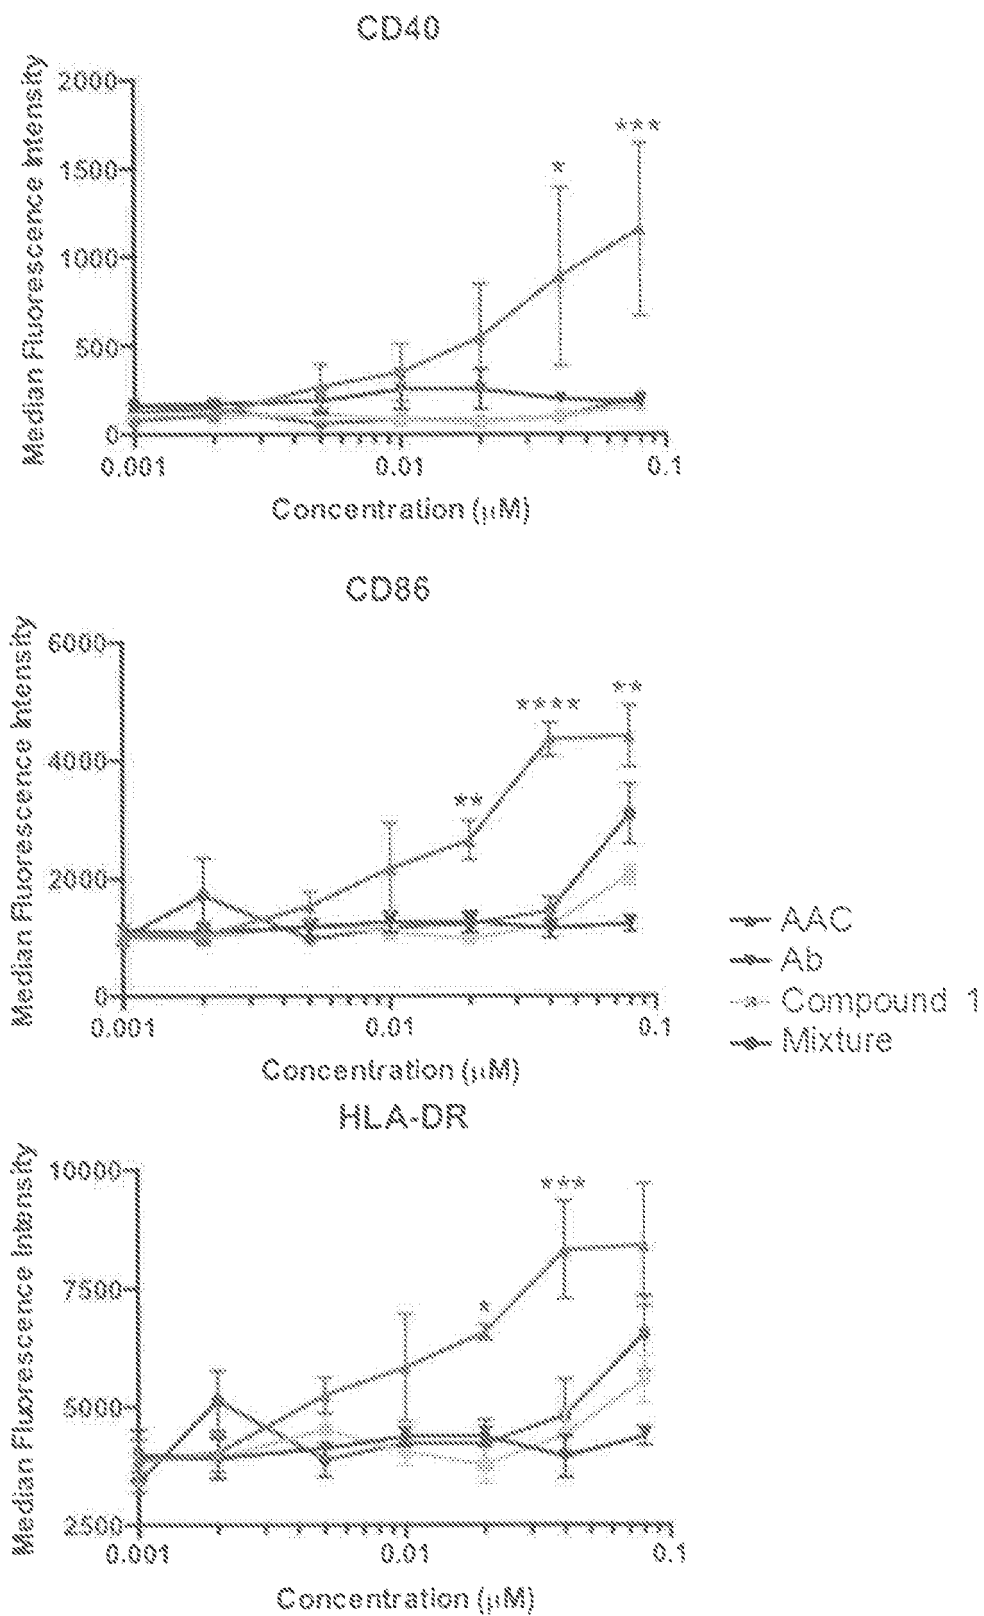 CD40
Median Fluorescence Intensity
2000
1500
1000
500
0
***
*
0.001
0.01
0.1
Concentration (μM)
CD86
Median Fluorescence Intensity
6000
4000
2000
0
****
**
**
0.001
0.01
0.1
Concentration (μM)
AAC
Ab
Compound 1
Mixture
HLA-DR
Median Fluorescence Intensity
10000
7500
5000
2500
***
*
0.001
0.01
0.1
Concentration (μM)